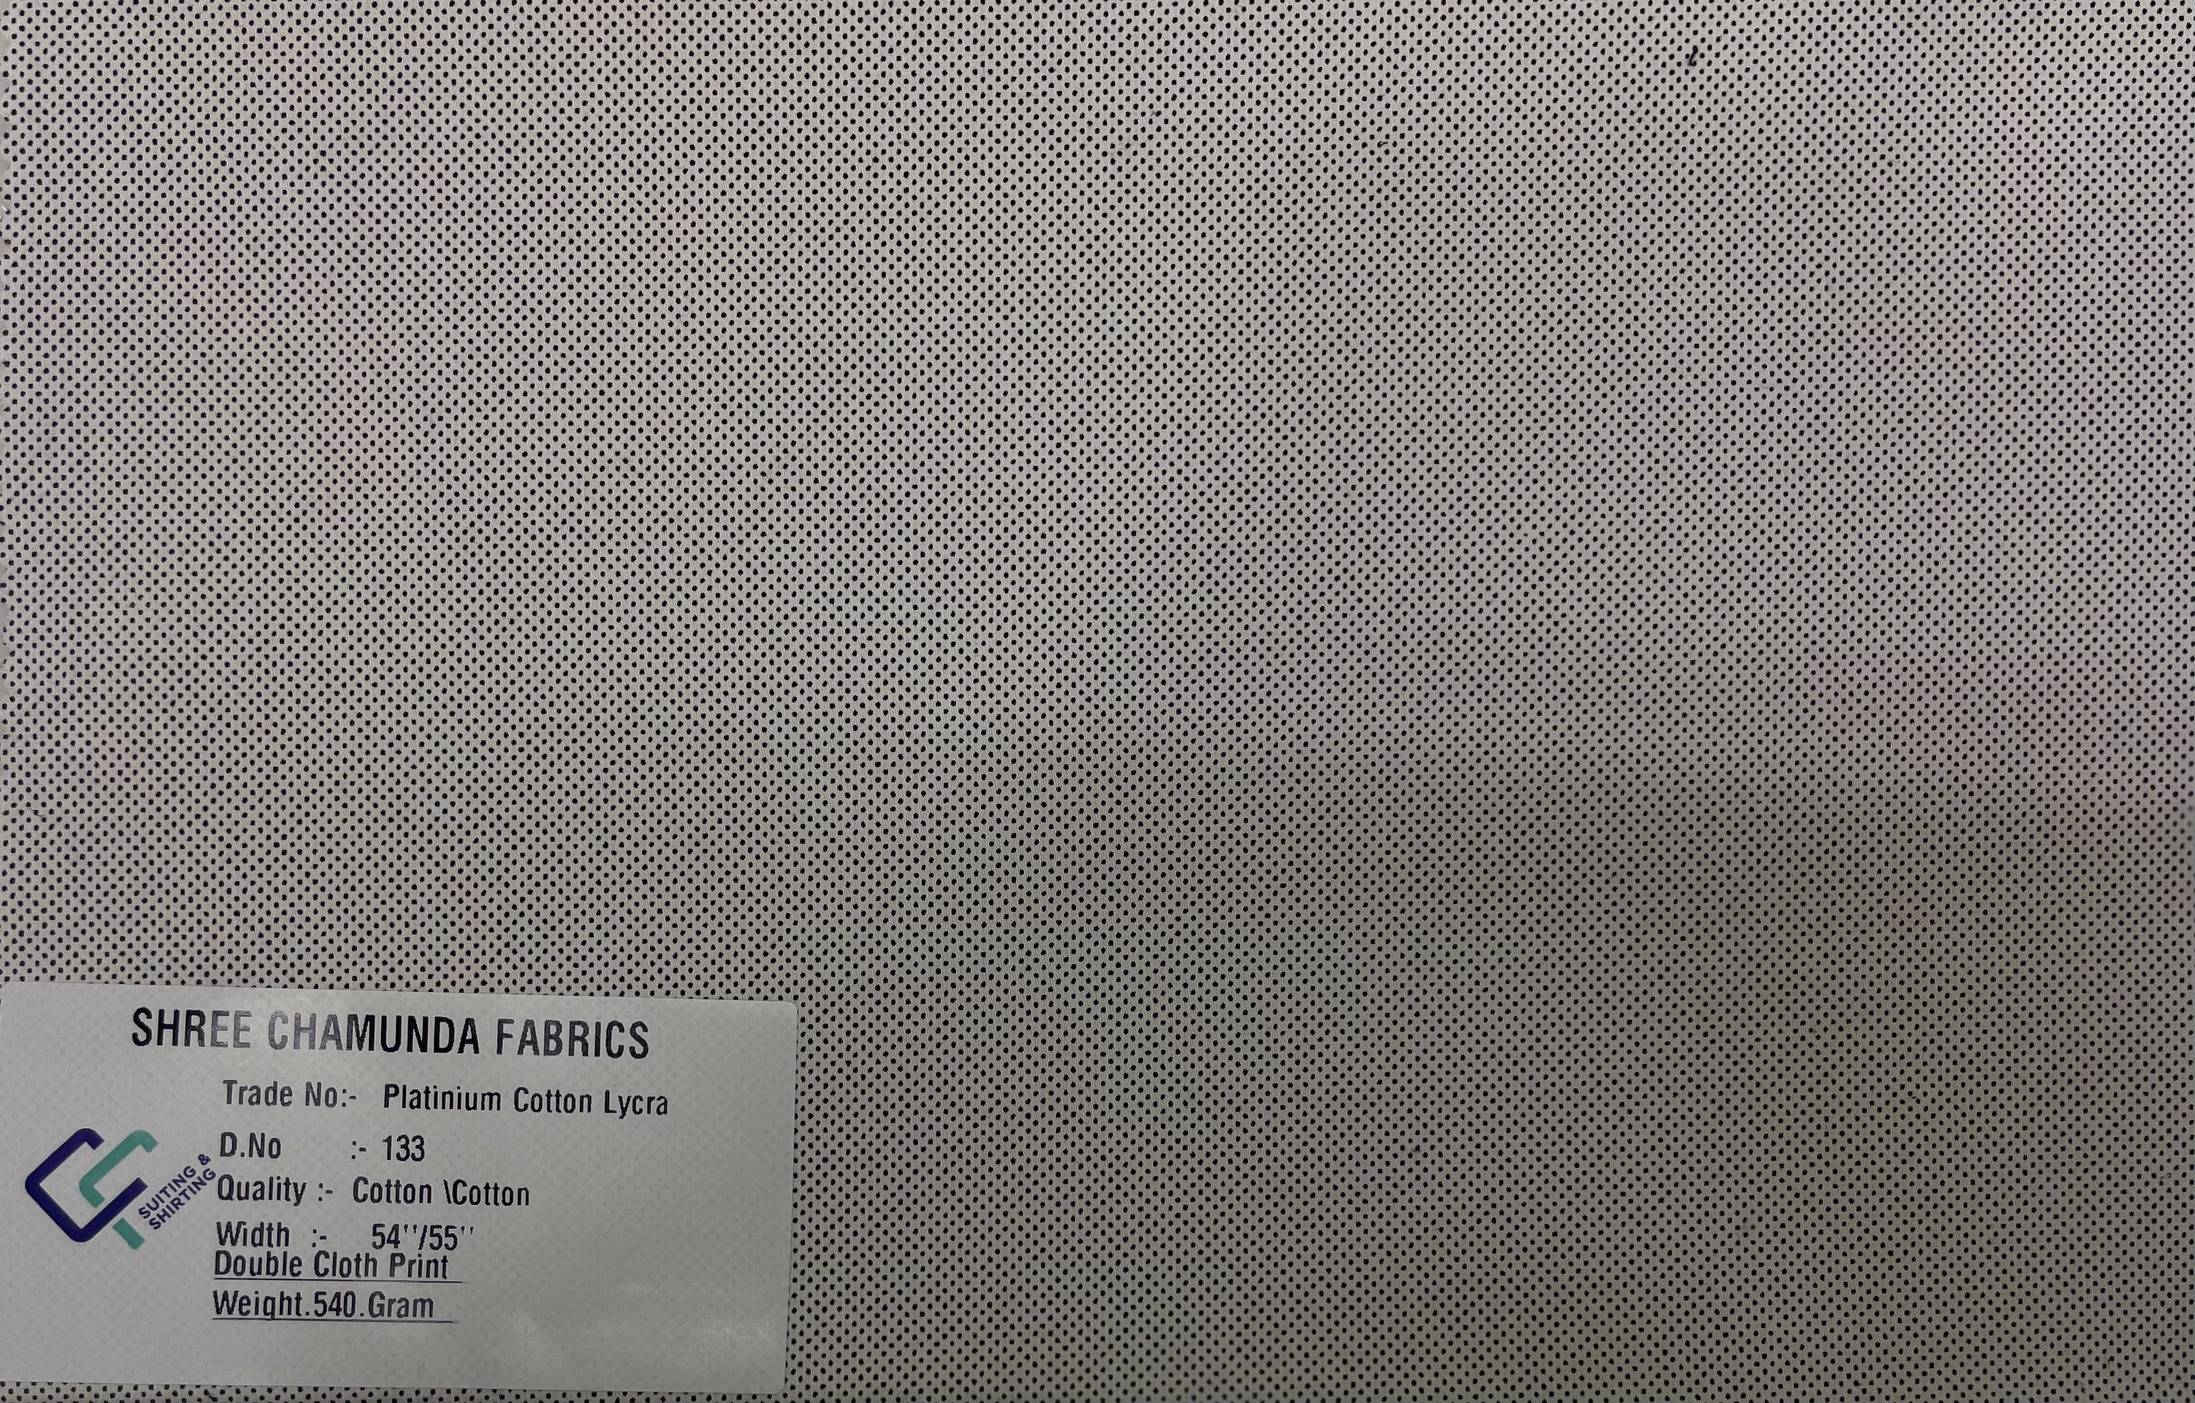 SHREE CHAMUNDA FABRICS
Trade No:- Platinium Cotton Lycra
D.No :- 133
Quality :- Cotton \Cotton
Width :- 54''/55''
Double Cloth Print
Weight.540.Gram
SUITING &
SHIRTING